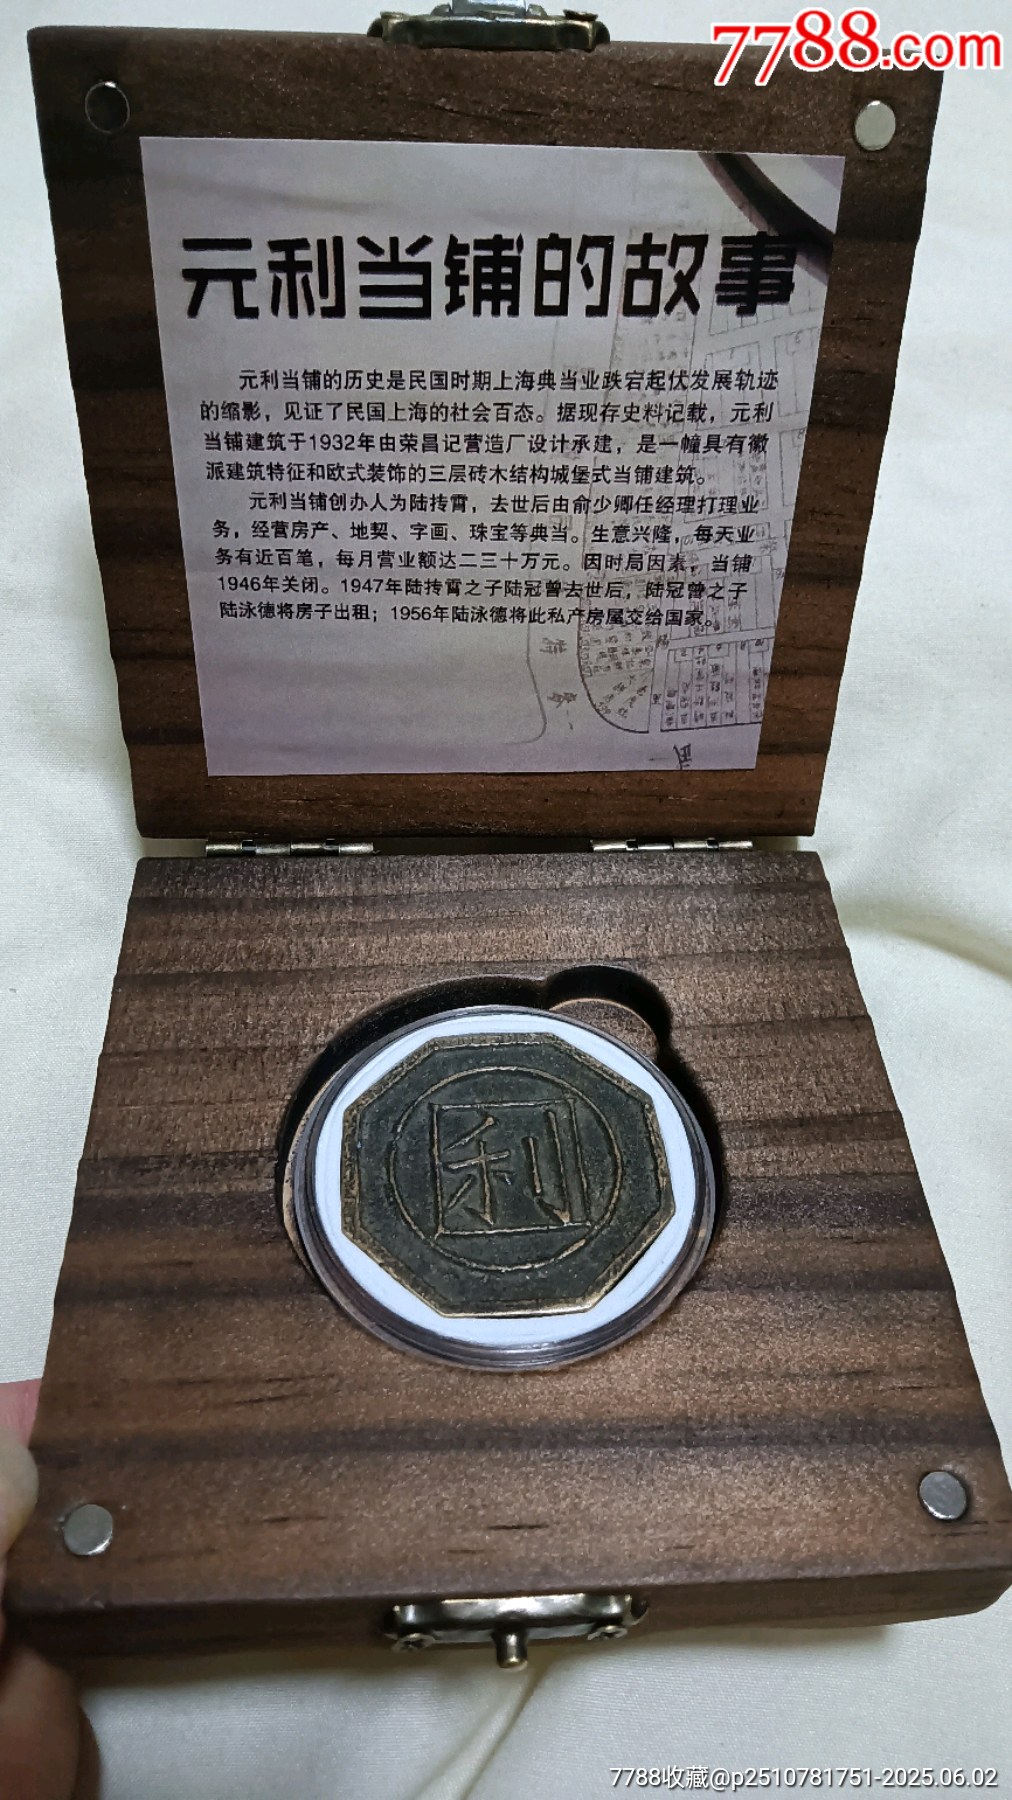 7788.com
元利当铺的故事
元利当铺的历史是民国时期上海典当业跌宕起伏发展轨迹
的缩影，见证了民国上海的社会百态。据现存史料记载，元利
当铺建筑于1932年由荣昌记营造厂设计承建，是一幢具有徽
派建筑特征和欧式装饰的三层砖木结构城堡式当铺建筑。
元利当铺创办人为陆抟霄，去世后由俞少卿任经理打理业
务，经营房产、地契、字画、珠宝等典当。生意兴隆，每天业
务有近百笔，每月营业额达二三十万元。因时局因素，当铺
1946年关闭。1947年陆抟霄之子陆冠曾去世后，陆冠曾之子
陆泳德将房子出租；1956年陆泳德将此私产房屋交给国家。
利
7788收藏@p2510781751-2025.06.02